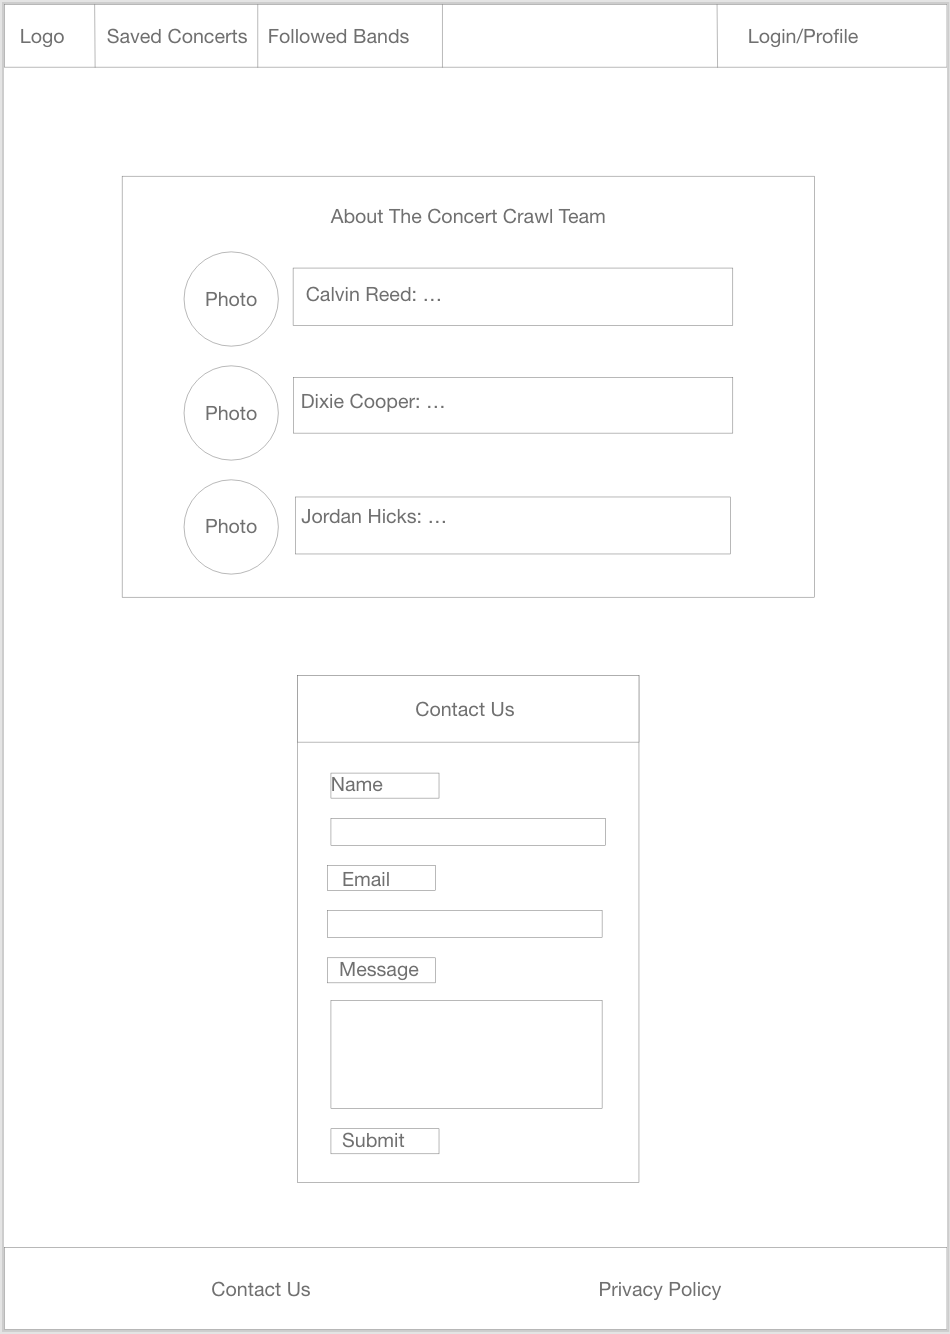 Logo
Saved Concerts
Followed Bands
Login/Profile
About The Concert Crawl Team
Photo
Calvin Reed: …
Photo
Dixie Cooper: …
Photo
Jordan Hicks: …
Contact Us
Name
Email
Message
Submit
Contact Us
Privacy Policy